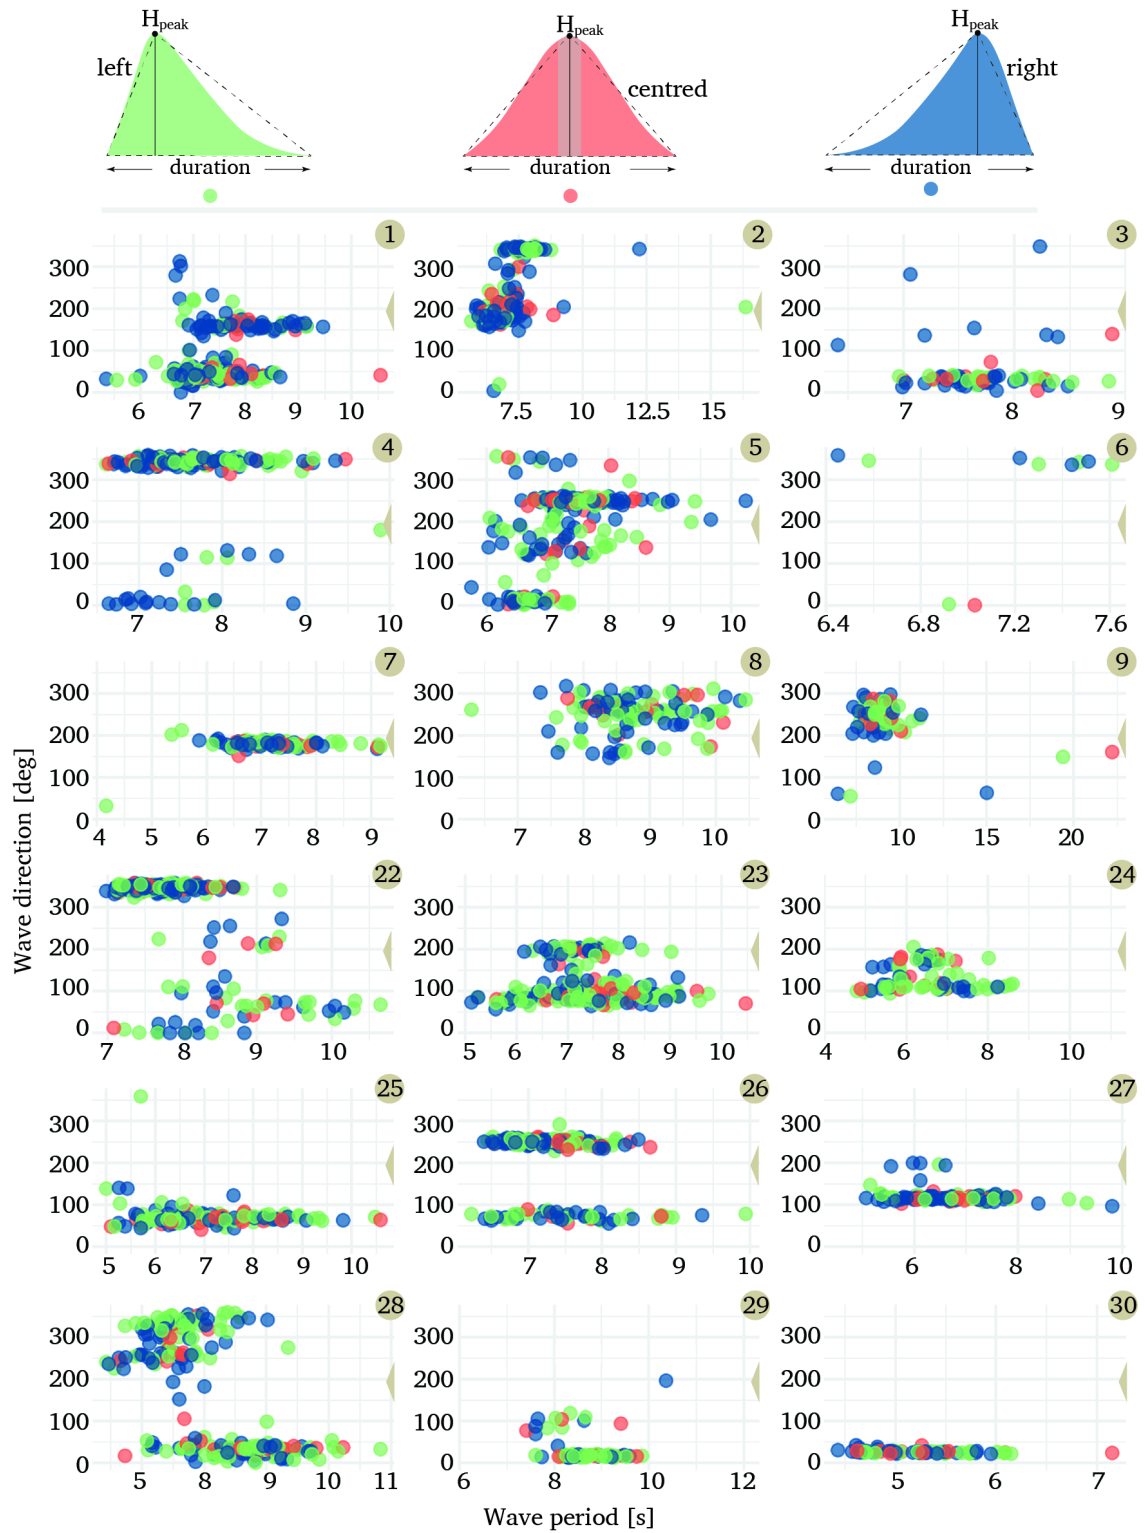 Hpeak Hpeak Hpeak
left centred right
duration duration duration
1 2 3
300 300 300
200 200 200
100 100 100
0 0 0
6 7 8 9 10 7.5 10 12.5 15 7 8 9
4 5 6
300 300 300
200 200 200
100 100 100
0 0 0
7 8 9 10 6 7 8 9 10 6.4 6.8 7.2 7.6
7 8 9
300 300 300
200 200 200
100 100 100
0 0 0
4 5 6 7 8 9 7 8 9 10 10 15 20
Wave direction [deg]
22 23 24
300 300 300
200 200 200
100 100 100
0 0 0
7 8 9 10 5 6 7 8 9 10 4 6 8 10
25 26 27
300 300 300
200 200 200
100 100 100
0 0 0
5 6 7 8 9 10 7 8 9 10 6 8 10
28 29 30
300 300 300
200 200 200
100 100 100
0 0 0
5 8 9 10 11 6 8 10 12 5 6 7
Wave period [s]